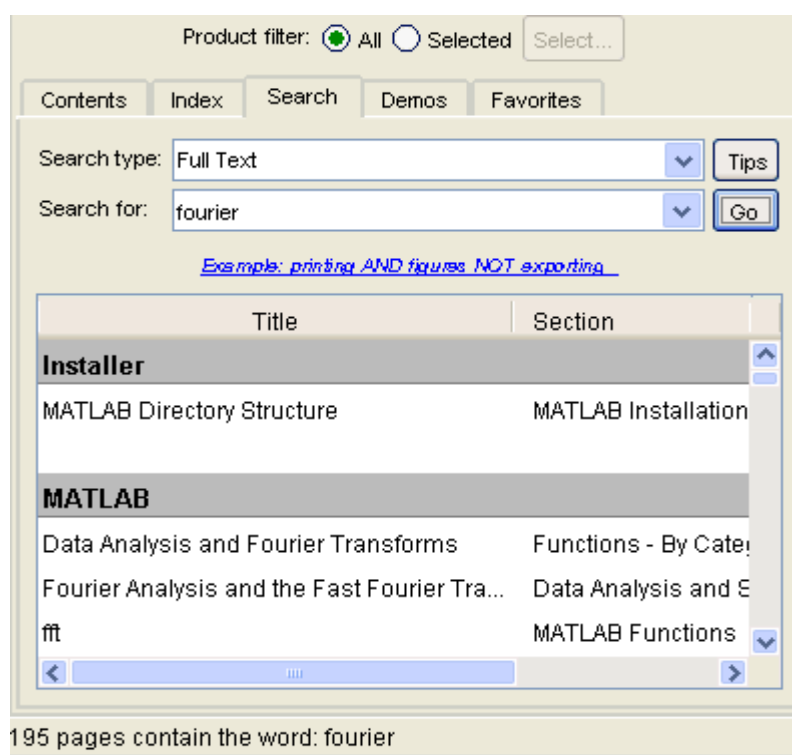 Product filter: All Selected Select...
Contents Index Search Demos Favorites
Search type: Full Text Tips
Search for: fourier Go
Example: printing AND figures NOT exporting
Title Section
Installer
MATLAB Directory Structure MATLAB Installation
MATLAB
Data Analysis and Fourier Transforms Functions - By Categ
Fourier Analysis and the Fast Fourier Tra... Data Analysis and S
fft MATLAB Functions
195 pages contain the word: fourier